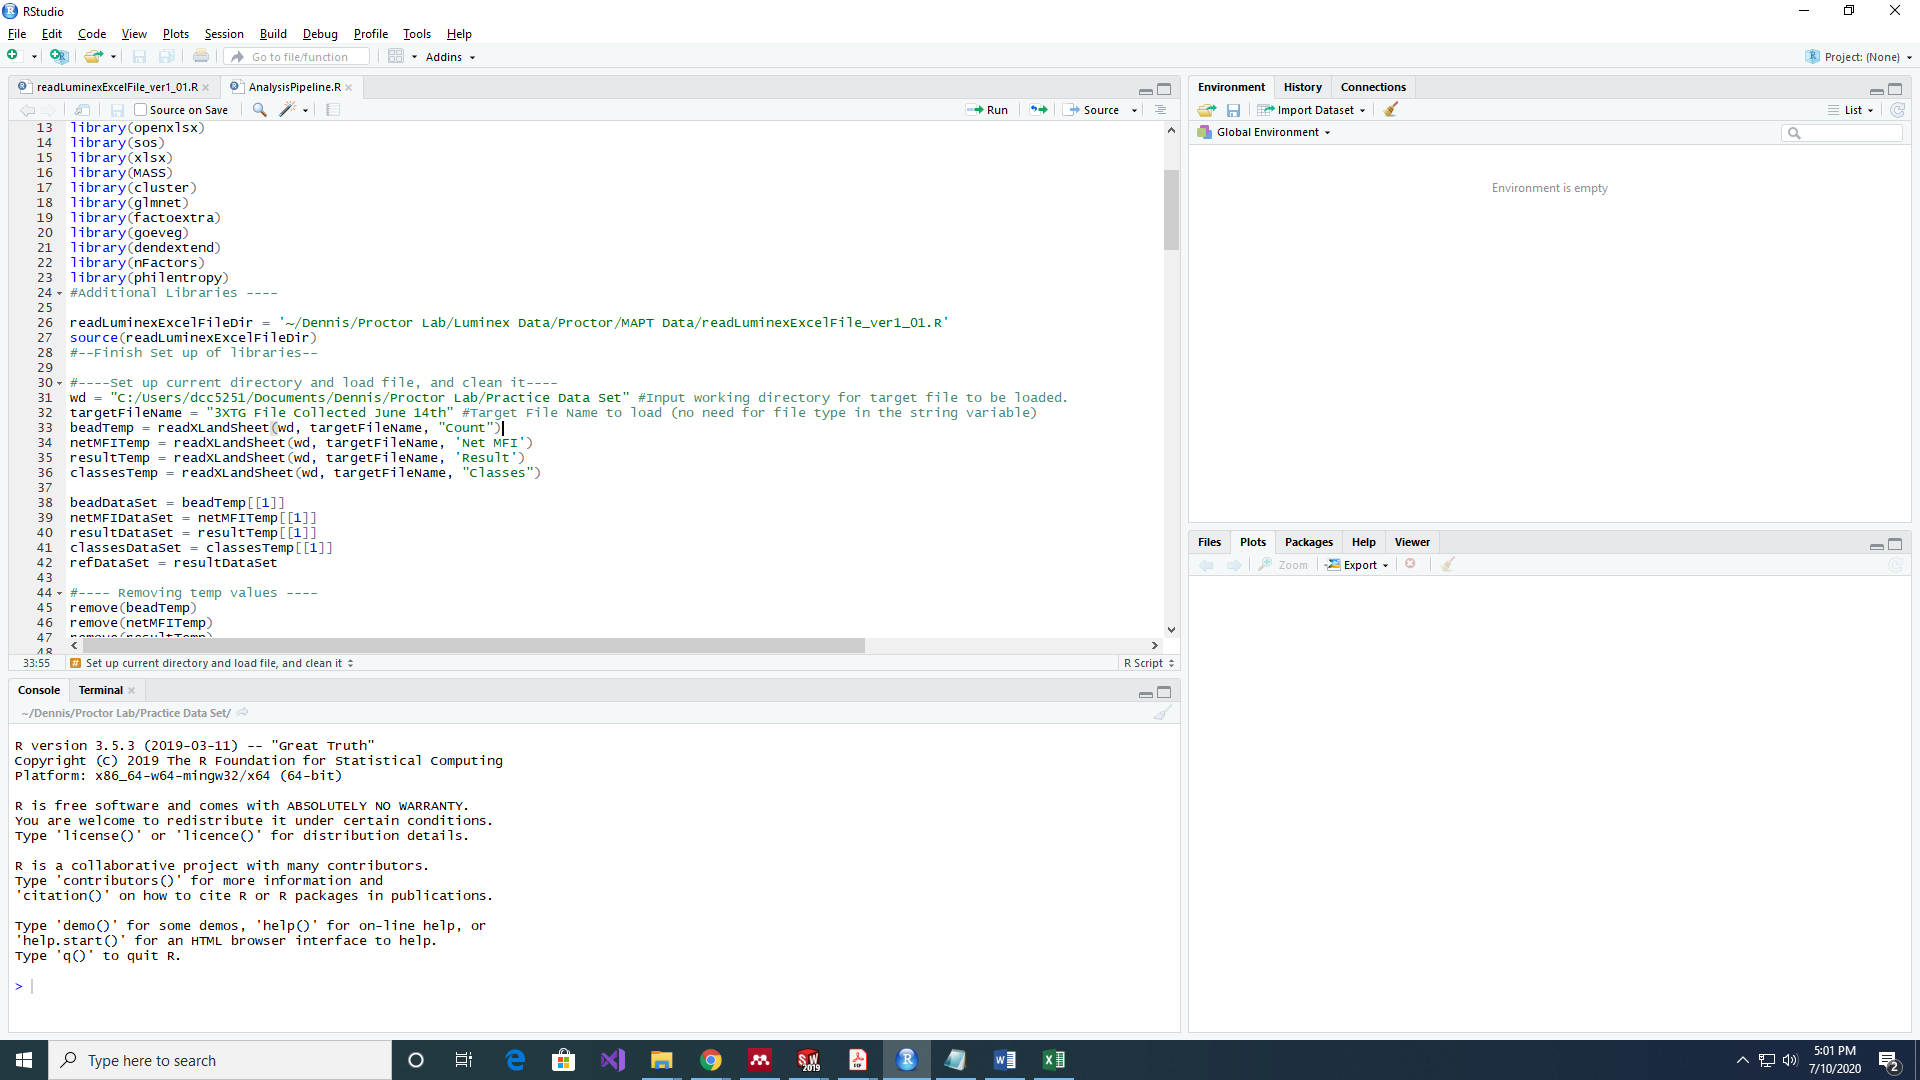 RStudio
File Edit Code View Plots Session Build Debug Profile Tools Help
Go to file/function Addins Project: (None)
readLuminexExcelFile_ver1_01.R AnalysisPipeline.R
Source on Save Run Source
13 library(openxlsx)
14 library(sos)
15 library(xlsx)
16 library(MASS)
17 library(cluster)
18 library(glmnet)
19 library(factoextra)
20 library(goeveg)
21 library(dendextend)
22 library(nFactors)
23 library(philentropy)
24 #Additional Libraries ----
25
26 readLuminexExcelFileDir = '~/Dennis/Proctor Lab/Luminex Data/Proctor/MAPT Data/readLuminexExcelFile_ver1_01.R'
27 source(readLuminexExcelFileDir)
28 #--Finish Set up of libraries--
29
30 #----Set up current directory and load file, and clean it----
31 wd = "C:/Users/dcc5251/Documents/Dennis/Proctor Lab/Practice Data Set" #Input working directory for target file to be loaded.
32 targetFileName = "3XTG File Collected June 14th" #Target File Name to load (no need for file type in the string variable)
33 beadTemp = readXLandSheet(wd, targetFileName, "Count")
34 netMFITemp = readXLandSheet(wd, targetFileName, 'Net MFI')
35 resultTemp = readXLandSheet(wd, targetFileName, 'Result')
36 classesTemp = readXLandSheet(wd, targetFileName, "Classes")
37
38 beadDataSet = beadTemp[[1]]
39 netMFIDataSet = netMFITemp[[1]]
40 resultDataSet = resultTemp[[1]]
41 classesDataSet = classesTemp[[1]]
42 refDataSet = resultDataSet
43
44 #---- Removing temp values ----
45 remove(beadTemp)
46 remove(netMFITemp)
47 remove(resultTemp)
48
33:55 Set up current directory and load file, and clean it R Script
Console Terminal
~/Dennis/Proctor Lab/Practice Data Set/
R version 3.5.3 (2019-03-11) -- "Great Truth"
Copyright (C) 2019 The R Foundation for Statistical Computing
Platform: x86_64-w64-mingw32/x64 (64-bit)
R is free software and comes with ABSOLUTELY NO WARRANTY.
You are welcome to redistribute it under certain conditions.
Type 'license()' or 'licence()' for distribution details.
R is a collaborative project with many contributors.
Type 'contributors()' for more information and
'citation()' on how to cite R or R packages in publications.
Type 'demo()' for some demos, 'help()' for on-line help, or
'help.start()' for an HTML browser interface to help.
Type 'q()' to quit R.
>
Environment History Connections
Import Dataset List
Global Environment
Environment is empty
Files Plots Packages Help Viewer
Zoom Export
Type here to search
SW 2019
PDF
5:01 PM
7/10/2020
2